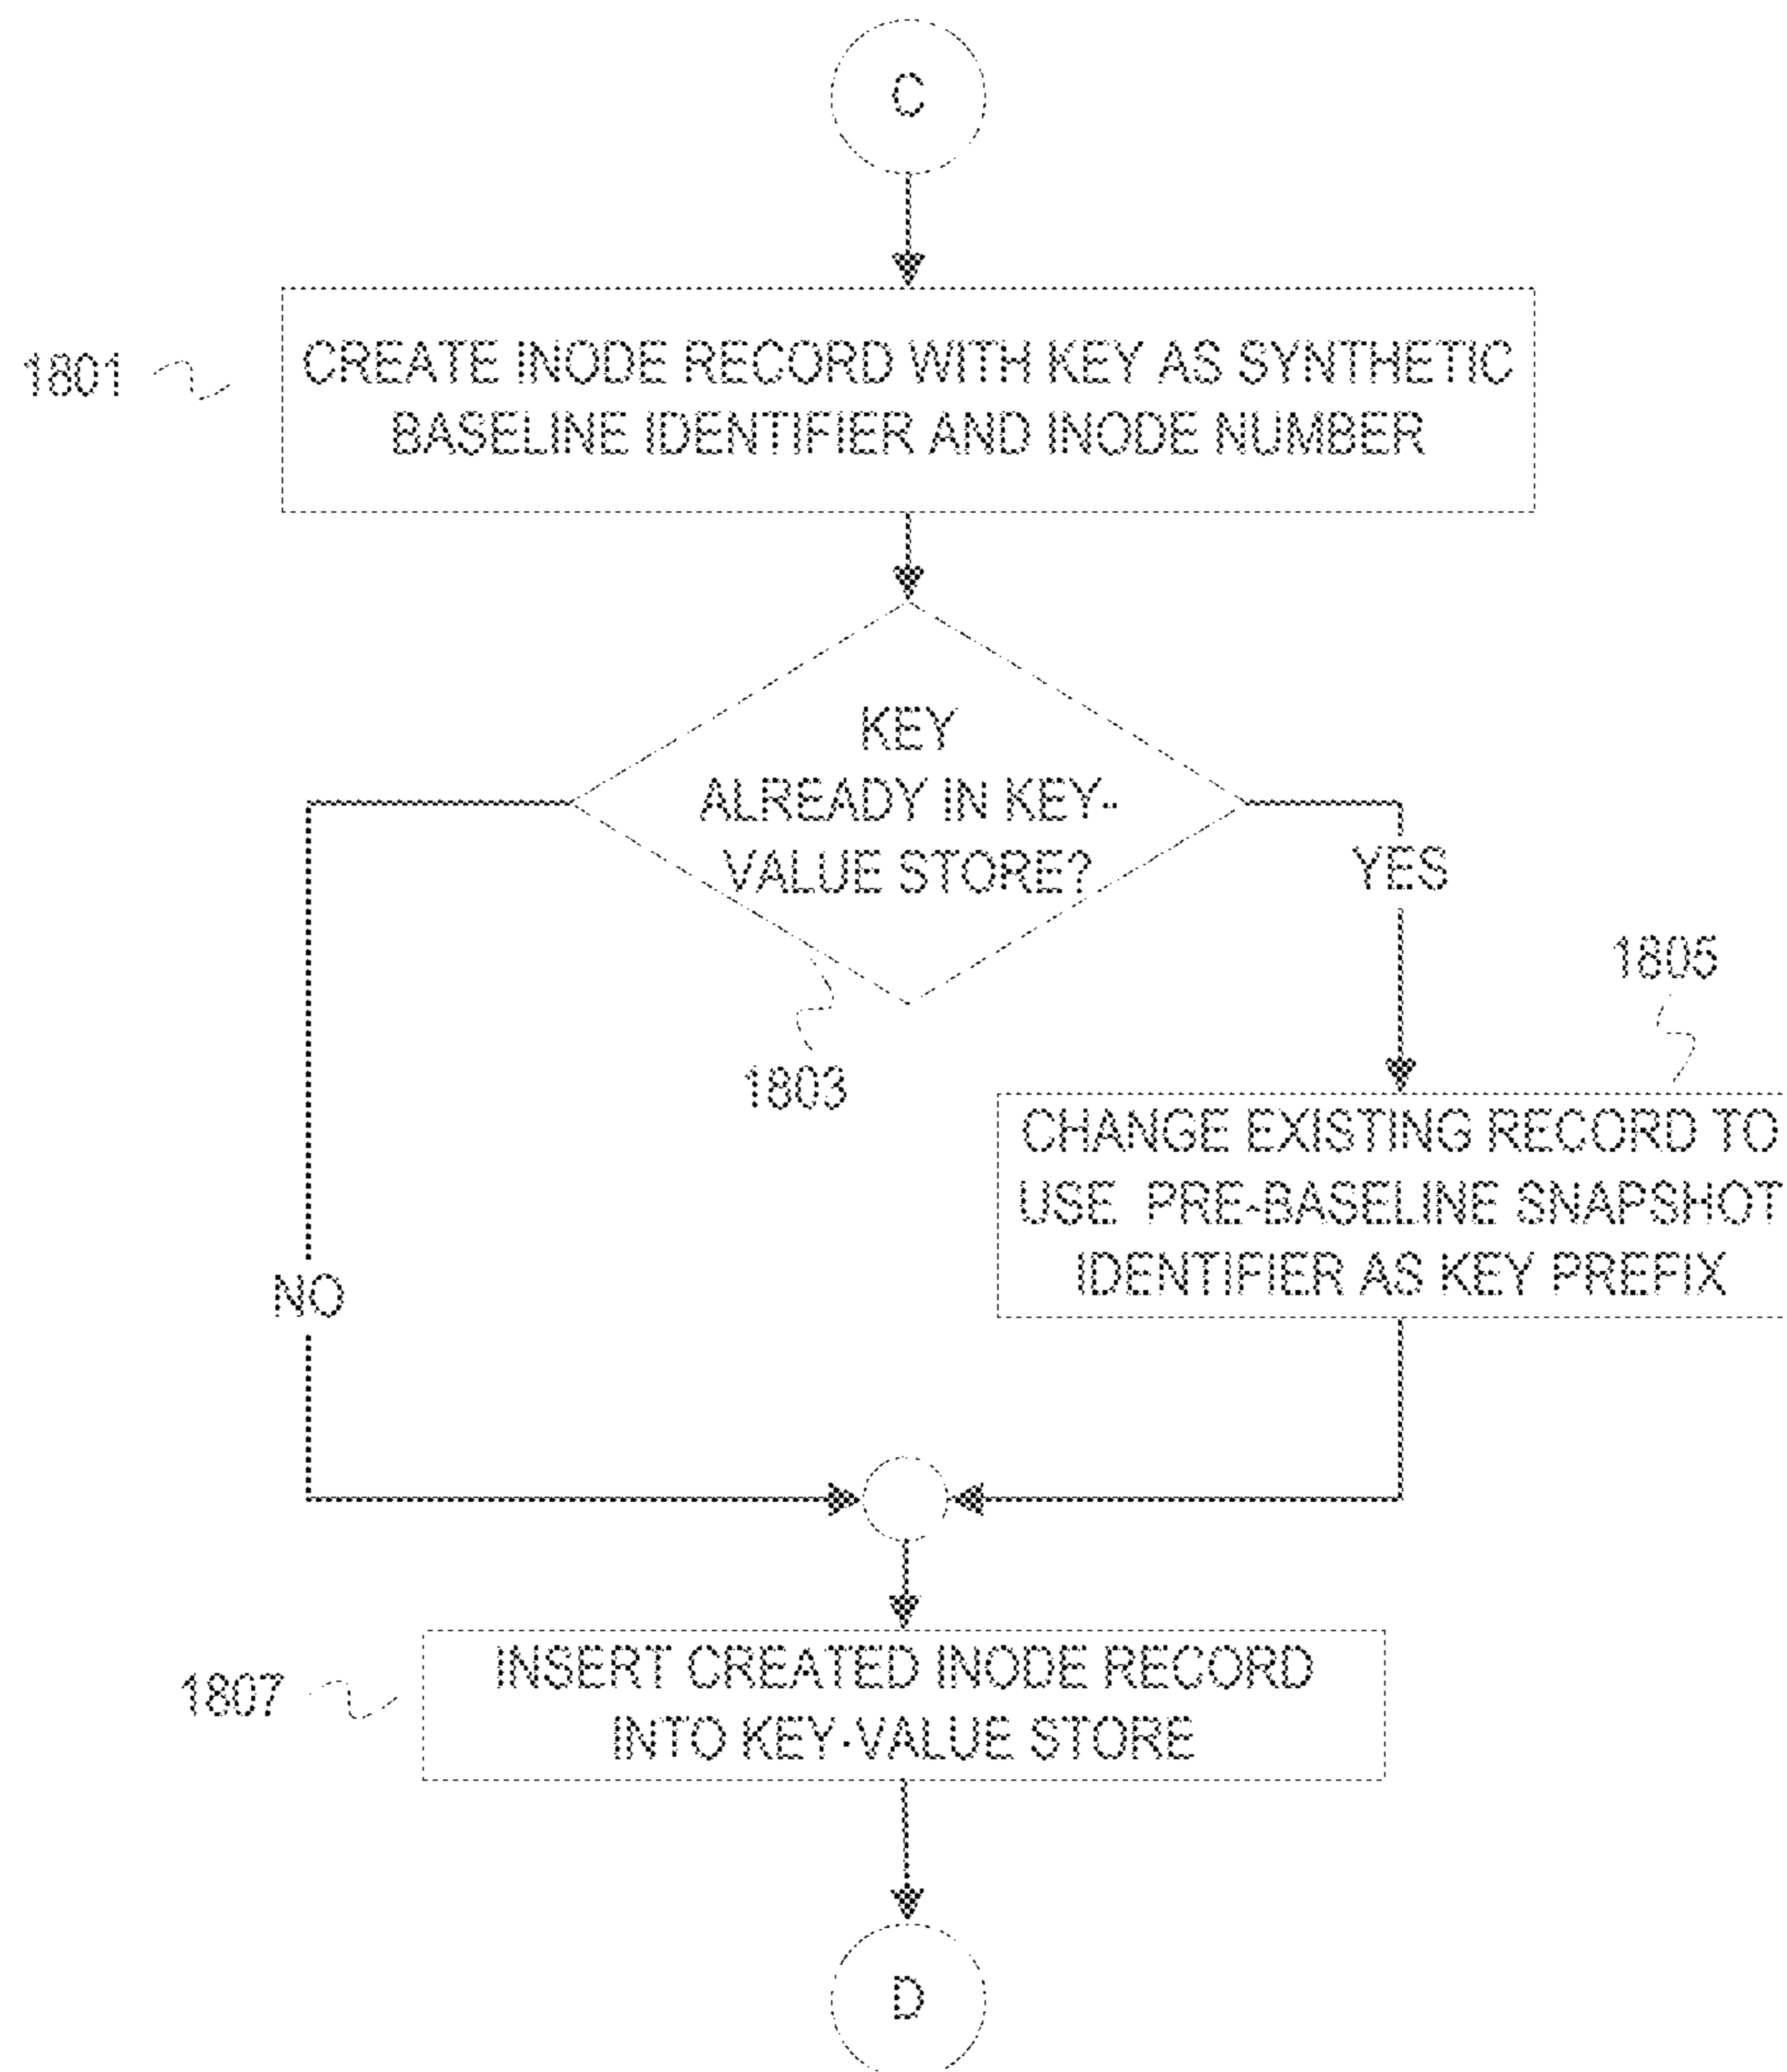 C
1801
CREATE INODE RECORD WITH KEY AS SYNTHETIC
BASELINE IDENTIFIER AND INODE NUMBER
KEY
ALREADY IN KEY-
VALUE STORE?
YES
1803
1805
CHANGE EXISTING RECORD TO
USE PRE-BASELINE SNAPSHOT
IDENTIFIER AS KEY PREFIX
NO
1807
INSERT CREATED INODE RECORD
INTO KEY-VALUE STORE
D